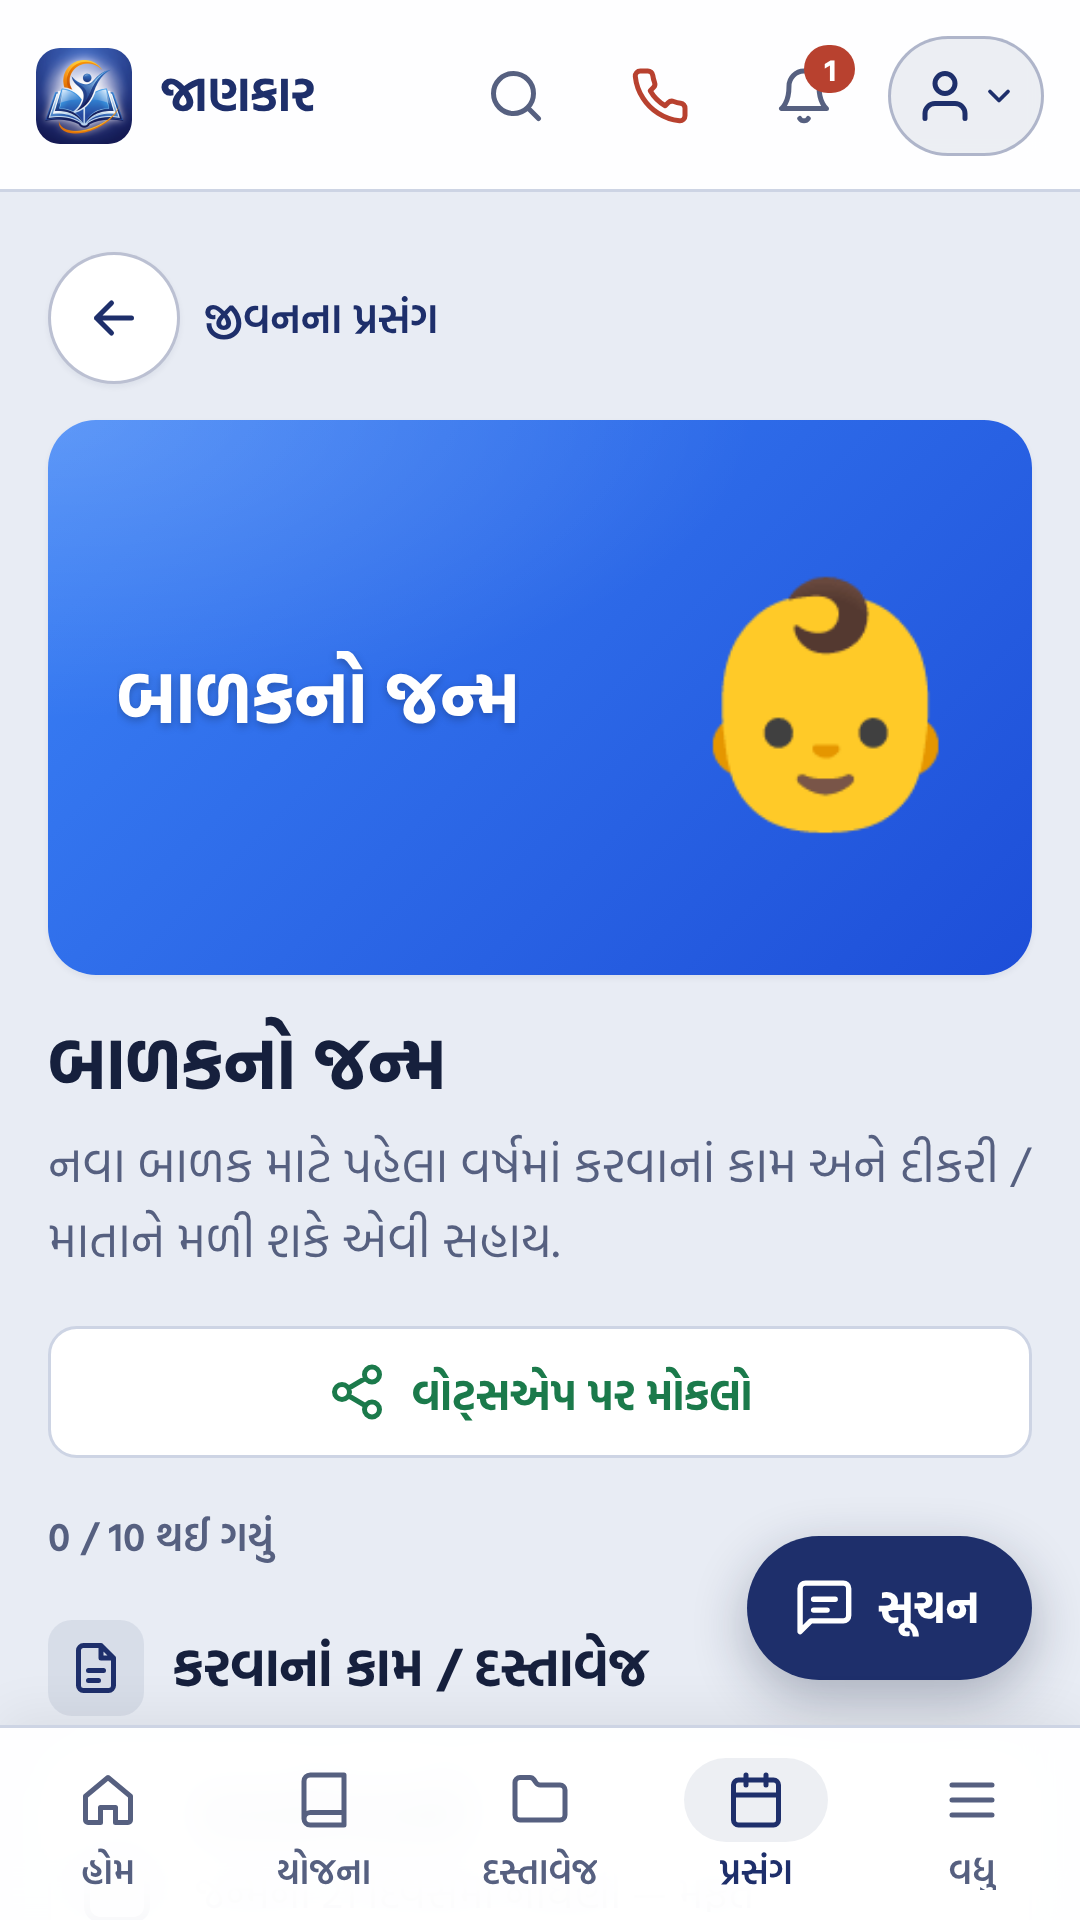 જાણકાર
1
જીવનના પ્રસંગ
બાળકનો જન્મ
બાળકનો જન્મ
નવા બાળક માટે પહેલા વર્ષમાં કરવાનાં કામ અને દીકરી /
માતાને મળી શકે એવી સહાય.
વોટ્સએપ પર મોકલો
0 / 10 થઈ ગયું
સૂચન
કરવાનાં કામ / દસ્તાવેજ
હોમ
યોજના
દસ્તાવેજ
પ્રસંગ
વધુ